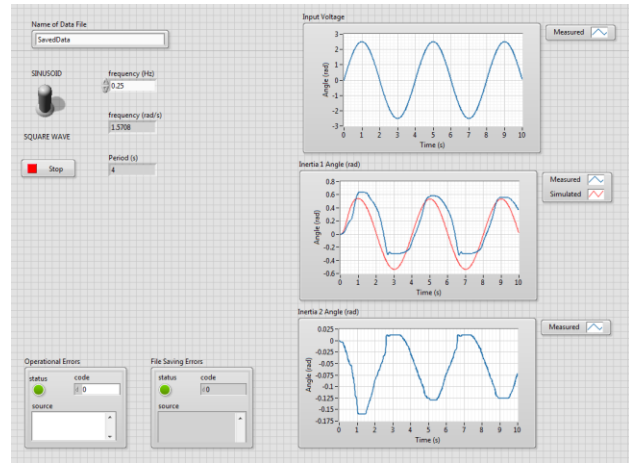 Name of Data File
SavedData
SINUSOID
frequency (Hz)
0.25
frequency (rad/s)
1.5708
SQUARE WAVE
Period (s)
4
Stop
Input Voltage
Measured
Angle (rad)
3
2
1
0
-1
-2
-3
0 1 2 3 4 5 6 7 8 9 10
Time (s)
Inertia 1 Angle (rad)
Measured
Simulated
Angle (rad)
0.8
0.6
0.4
0.2
0
-0.2
-0.4
-0.6
0 1 2 3 4 5 6 7 8 9 10
Time (s)
Inertia 2 Angle (rad)
Measured
Angle (rad)
0.025
0
-0.025
-0.05
-0.075
-0.1
-0.125
-0.15
-0.175
0 1 2 3 4 5 6 7 8 9 10
Time (s)
Operational Errors
status code
0
source
File Saving Errors
status code
0
source